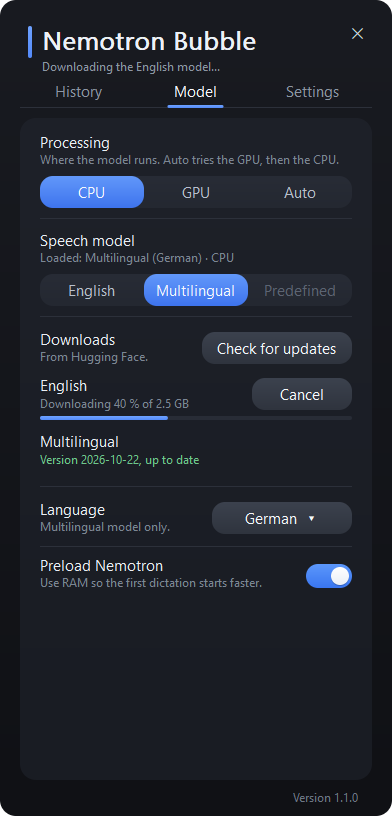 Nemotron Bubble
Downloading the English model...
History Model Settings
Processing
Where the model runs. Auto tries the GPU, then the CPU.
CPU GPU Auto
Speech model
Loaded: Multilingual (German) · CPU
English Multilingual Predefined
Downloads
From Hugging Face.
Check for updates
English
Downloading 40 % of 2.5 GB
Cancel
Multilingual
Version 2026-10-22, up to date
Language
Multilingual model only.
German
Preload Nemotron
Use RAM so the first dictation starts faster.
Version 1.1.0